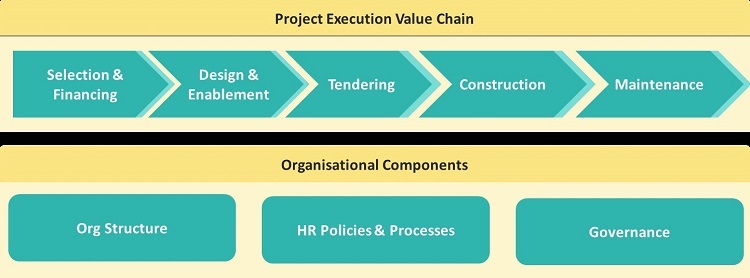 Project Execution Value Chain
Selection &
Financing
Design &
Enablement
Tendering
Construction
Maintenance
Organisational Components
Org Structure
HR Policies & Processes
Governance